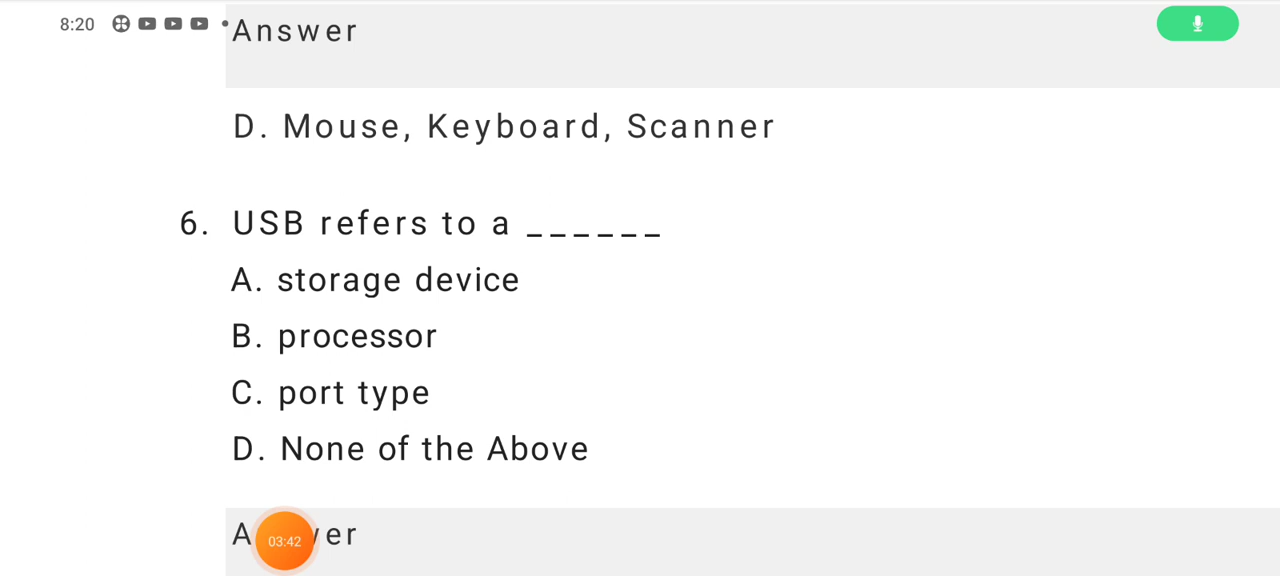 8:20
Answer
D. Mouse, Keyboard, Scanner
6. USB refers to a ______
A. storage device
B. processor
C. port type
D. None of the Above
03:42